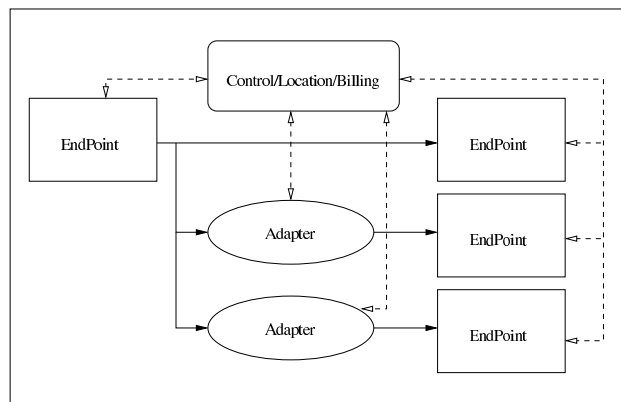 Control/Location/Billing
EndPoint
EndPoint
Adapter
EndPoint
Adapter
EndPoint